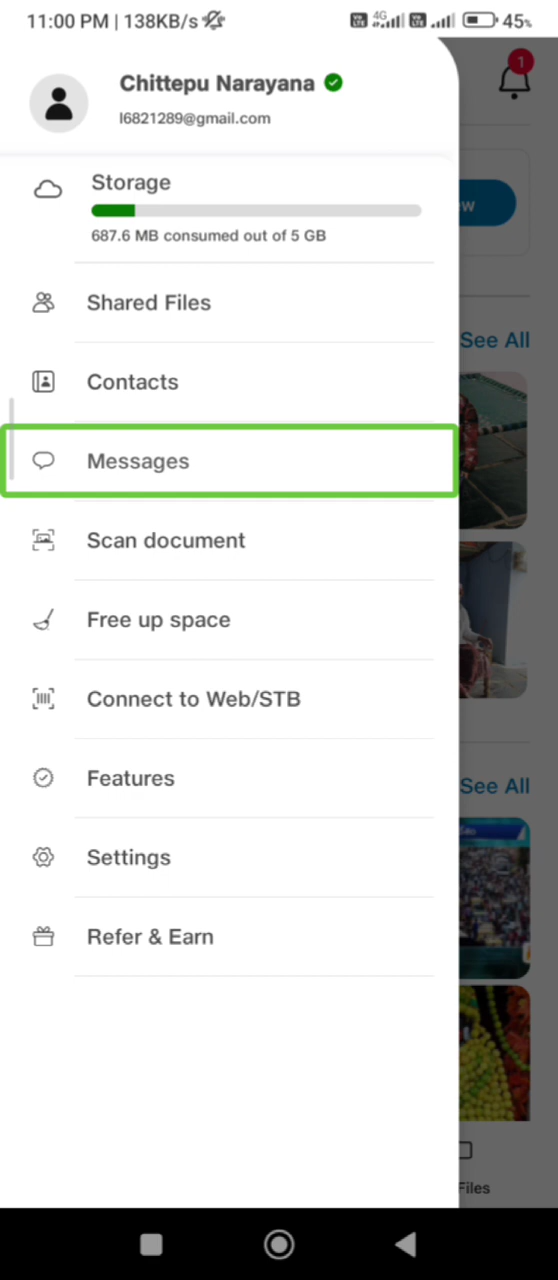 11:00 PM | 138KB/s
4G
45%
1
Chittepu Narayana
l6821289@gmail.com
Storage
687.6 MB consumed out of 5 GB
Shared Files
See All
Contacts
Messages
Scan document
Free up space
Connect to Web/STB
Features
See All
Settings
Refer & Earn
Files